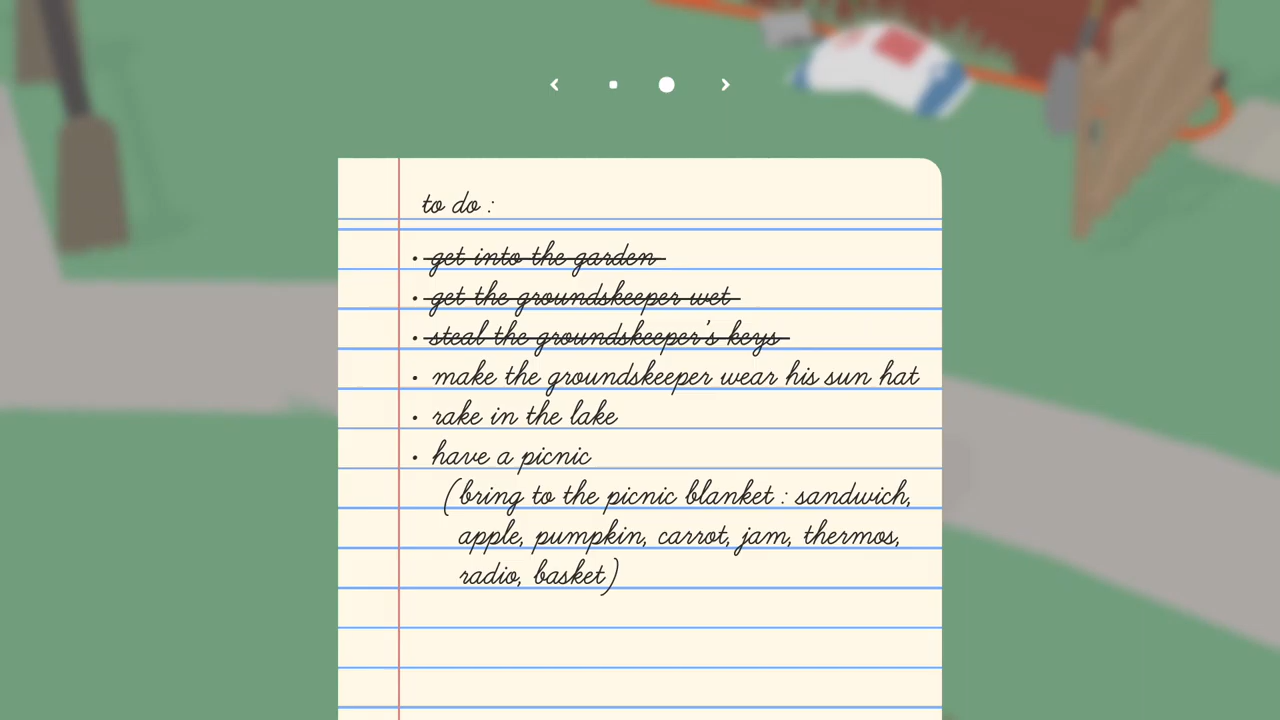 to do :
• get into the garden
• get the groundskeeper wet
• steal the groundskeeper's keys
• make the groundskeeper wear his sun hat
• rake in the lake
• have a picnic
(bring to the picnic blanket : sandwich,
apple, pumpkin, carrot, jam, thermos,
radio, basket)